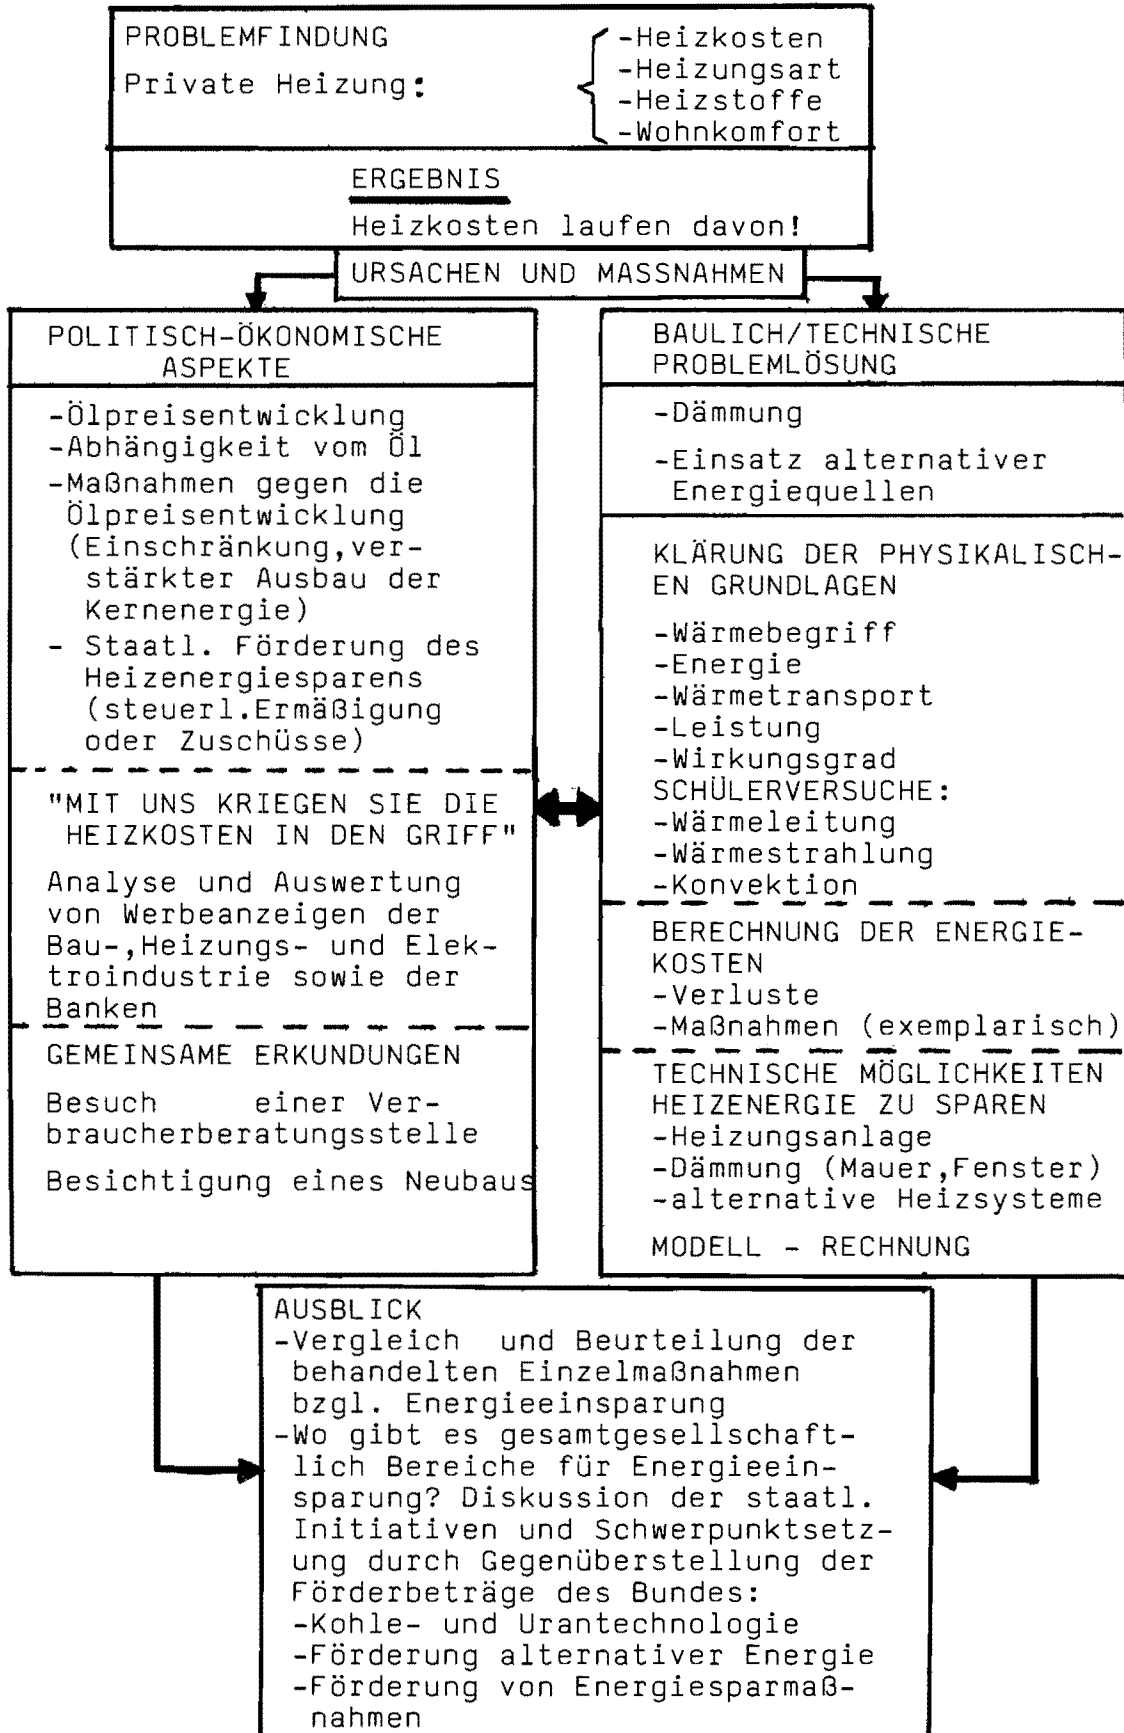 PROBLEMFINDUNG
Private Heizung:
-Heizkosten
-Heizungsart
-Heizstoffe
-Wohnkomfort
ERGEBNIS
Heizkosten laufen davon!
URSACHEN UND MASSNAHMEN
POLITISCH-ÖKONOMISCHE
ASPEKTE
-Ölpreisentwicklung
-Abhängigkeit vom Öl
-Maßnahmen gegen die
Ölpreisentwicklung
(Einschränkung,ver-
stärkter Ausbau der
Kernenergie)
- Staatl. Förderung des
Heizenergiesparens
(steuerl.Ermäßigung
oder Zuschüsse)
"MIT UNS KRIEGEN SIE DIE
HEIZKOSTEN IN DEN GRIFF"
Analyse und Auswertung
von Werbeanzeigen der
Bau-,Heizungs- und Elek-
troindustrie sowie der
Banken
GEMEINSAME ERKUNDUNGEN
Besuch einer Ver-
braucherberatungsstelle
Besichtigung eines Neubaus
BAULICH/TECHNISCHE
PROBLEMLÖSUNG
-Dämmung
-Einsatz alternativer
Energiequellen
KLÄRUNG DER PHYSIKALISCH-
EN GRUNDLAGEN
-Wärmebegriff
-Energie
-Wärmetransport
-Leistung
-Wirkungsgrad
SCHÜLERVERSUCHE:
-Wärmeleitung
-Wärmestrahlung
-Konvektion
BERECHNUNG DER ENERGIE-
KOSTEN
-Verluste
-Maßnahmen (exemplarisch)
TECHNISCHE MÖGLICHKEITEN
HEIZENERGIE ZU SPAREN
-Heizungsanlage
-Dämmung (Mauer,Fenster)
-alternative Heizsysteme
MODELL - RECHNUNG
AUSBLICK
-Vergleich und Beurteilung der
behandelten Einzelmaßnahmen
bzgl. Energieeinsparung
-Wo gibt es gesamtgesellschaft-
lich Bereiche für Energieein-
sparung? Diskussion der staatl.
Initiativen und Schwerpunktsetz-
ung durch Gegenüberstellung der
Förderbeträge des Bundes:
-Kohle- und Urantechnologie
-Förderung alternativer Energie
-Förderung von Energiesparmaß-
nahmen